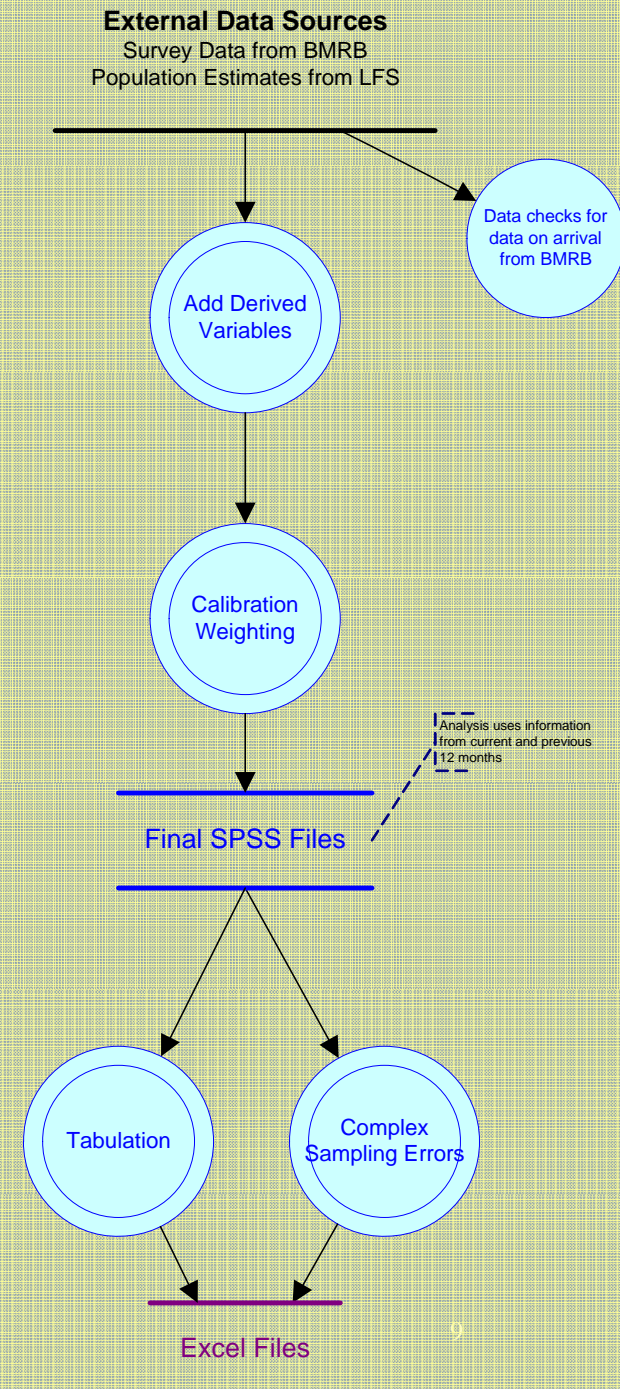 External Data Sources
Survey Data from BMRB
Population Estimates from LFS
Data checks for
data on arrival
from BMRB
Add Derived
Variables
Calibration
Weighting
Analysis uses information
from current and previous
12 months
Final SPSS Files
Tabulation
Complex
Sampling Errors
Excel Files
9